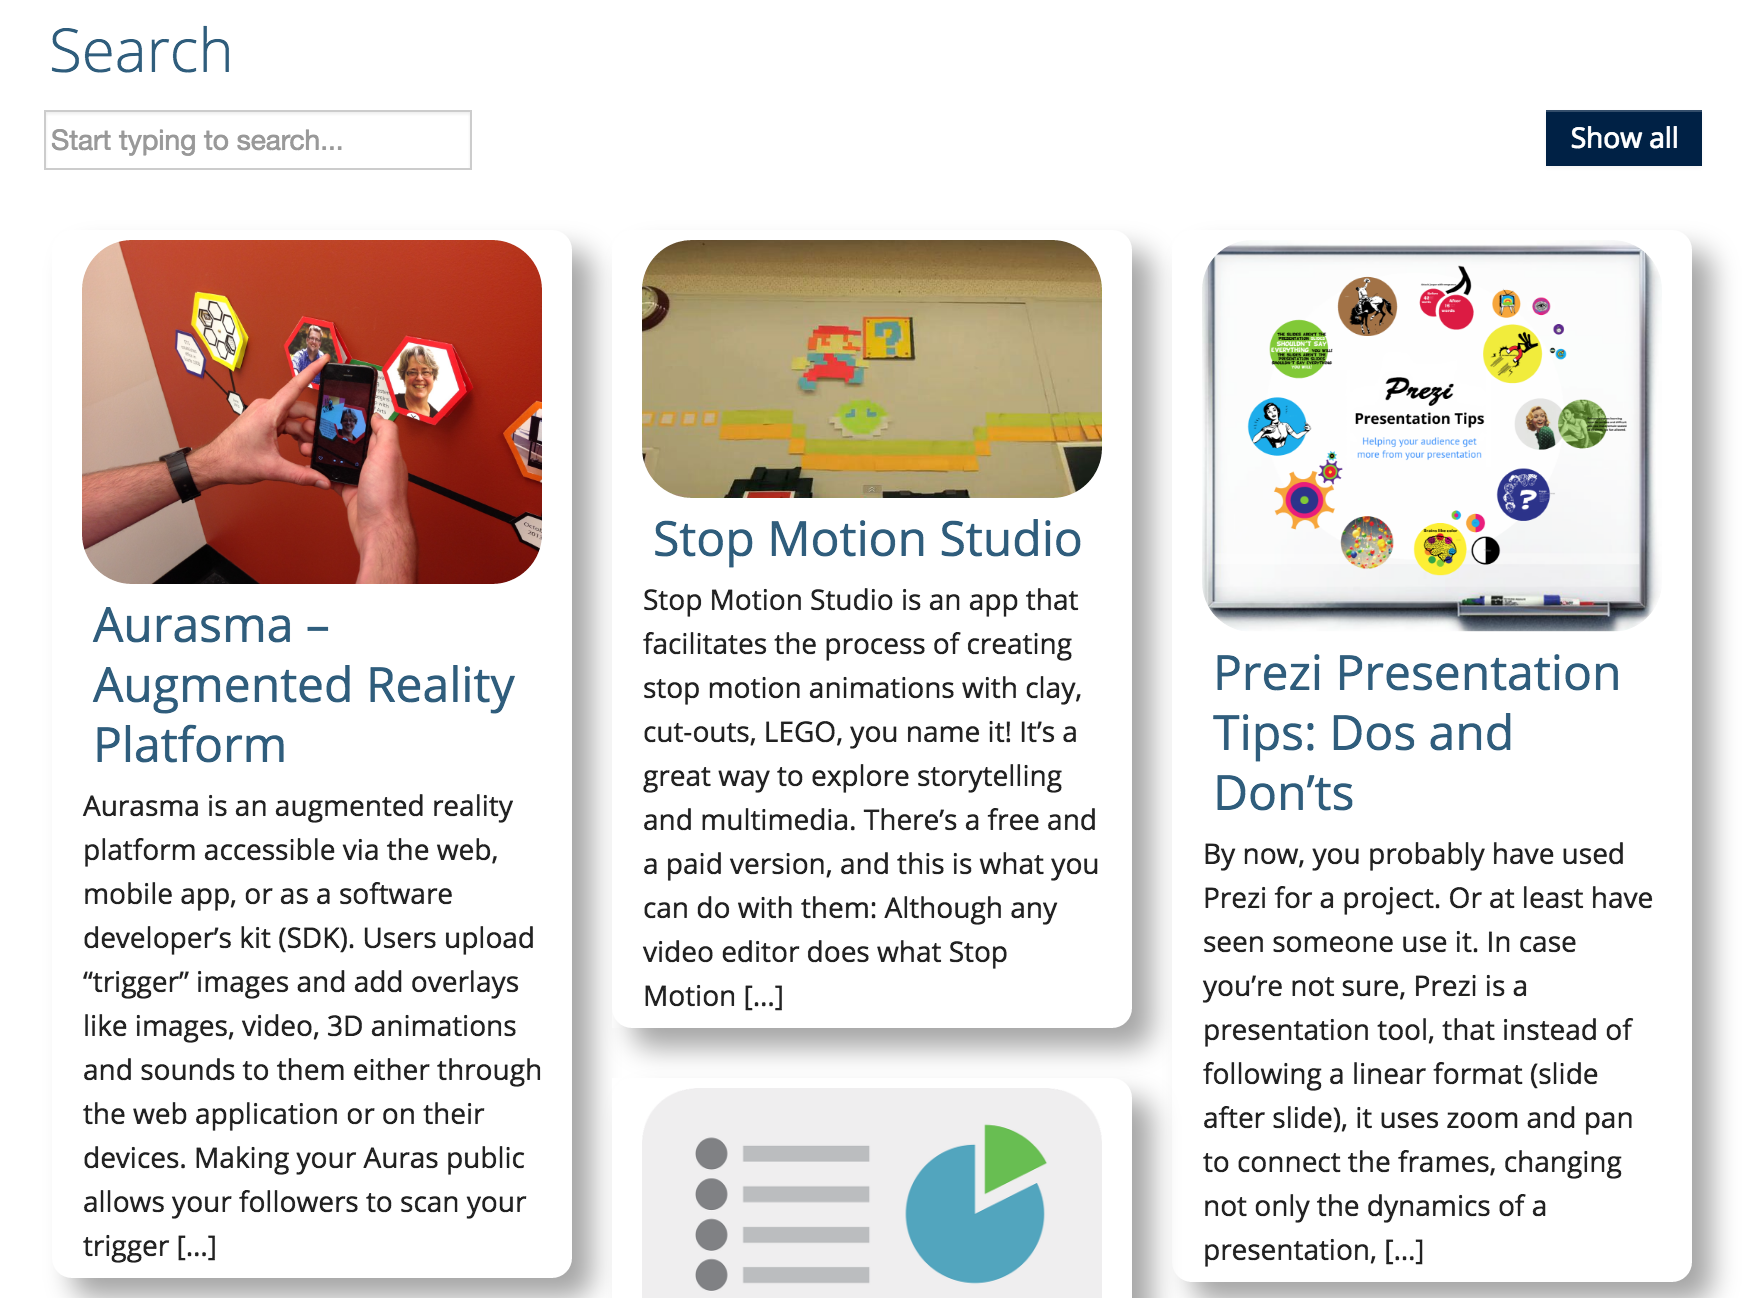 Search
Start typing to search...
Show all
Aurasma –
Augmented Reality
Platform
Aurasma is an augmented reality
platform accessible via the web,
mobile app, or as a software
developer’s kit (SDK). Users upload
“trigger” images and add overlays
like images, video, 3D animations
and sounds to them either through
the web application or on their
devices. Making your Auras public
allows your followers to scan your
trigger [...]
?
Stop Motion Studio
Stop Motion Studio is an app that
facilitates the process of creating
stop motion animations with clay,
cut-outs, LEGO, you name it! It’s a
great way to explore storytelling
and multimedia. There’s a free and
a paid version, and this is what you
can do with them: Although any
video editor does what Stop
Motion [...]
Prezi
Presentation Tips
Helping your audience get
more from your presentation
?
Prezi Presentation
Tips: Dos and
Don’ts
By now, you probably have used
Prezi for a project. Or at least have
seen someone use it. In case
you’re not sure, Prezi is a
presentation tool, that instead of
following a linear format (slide
after slide), it uses zoom and pan
to connect the frames, changing
not only the dynamics of a
presentation, [...]